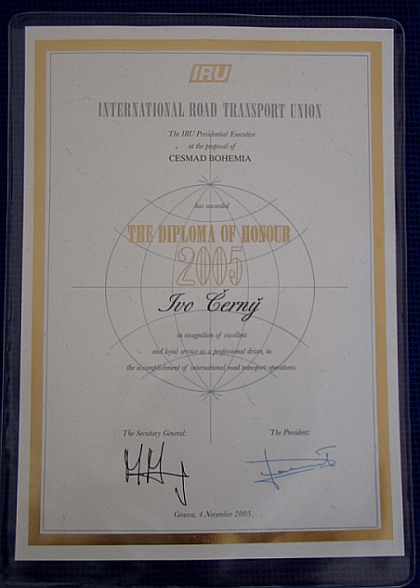 IRU
INTERNATIONAL ROAD TRANSPORT UNION
The IRU Presidential Executive
at the proposal of
CESMAD BOHEMIA
has awarded
THE DIPLOMA OF HONOUR
2005
Ivo Černý
in recognition of excellent
and loyal service as a professional driver, in
the accomplishment of international road transport operations.
The Secretary General: The President:
Geneva, 4 November 2005